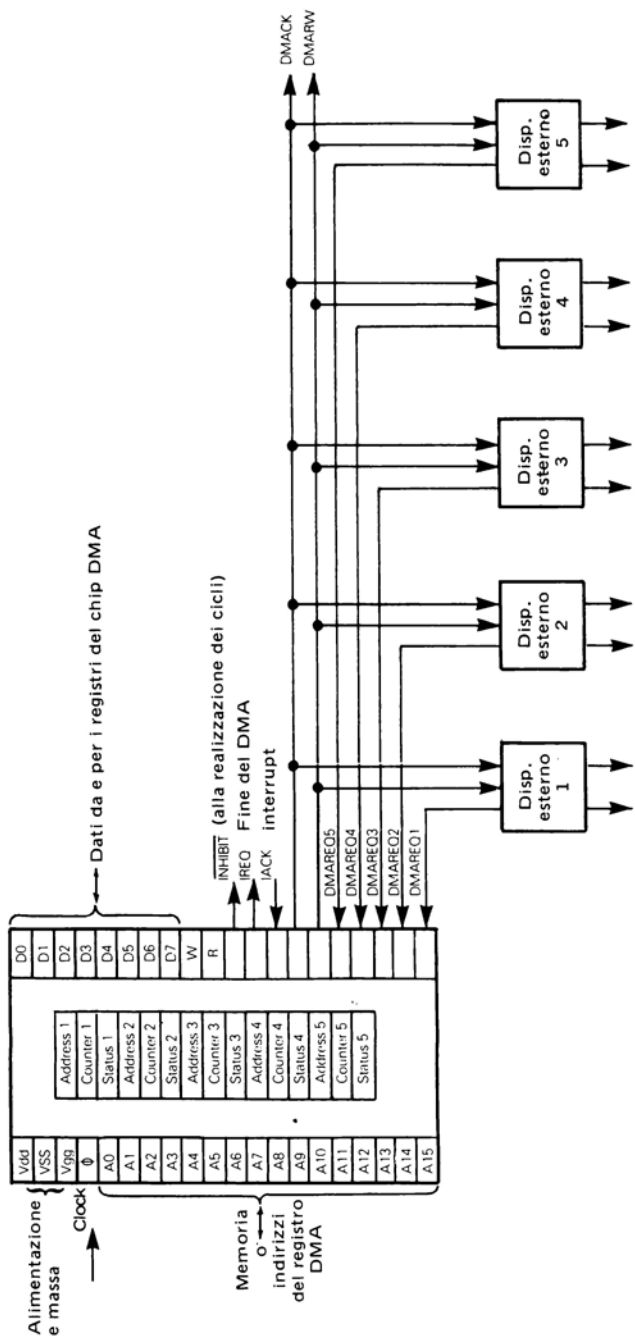 Alimentazione
e massa
Clock
Memoria
o
indirizzi
del registro
DMA
Vdd
VSS
Vgg
Φ
A0
A1
A2
A3
A4
A5
A6
A7
A8
A9
A10
A11
A12
A13
A14
A15
Address 1
Counter 1
Status 1
Address 2
Counter 2
Status 2
Address 3
Counter 3
Status 3
Address 4
Counter 4
Status 4
Address 5
Counter 5
Status 5
D0
D1
D2
D3
D4
D5
D6
D7
W
R
Dati da e per i registri del chip DMA
INHIBIT (alla realizzazione dei cicli)
IREQ Fine del DMA
IACK interrupt
DMAREQ5
DMAREQ4
DMAREQ3
DMAREQ2
DMAREQ1
DMACK
DMARW
Disp.
esterno
1
Disp.
esterno
2
Disp.
esterno
3
Disp.
esterno
4
Disp.
esterno
5